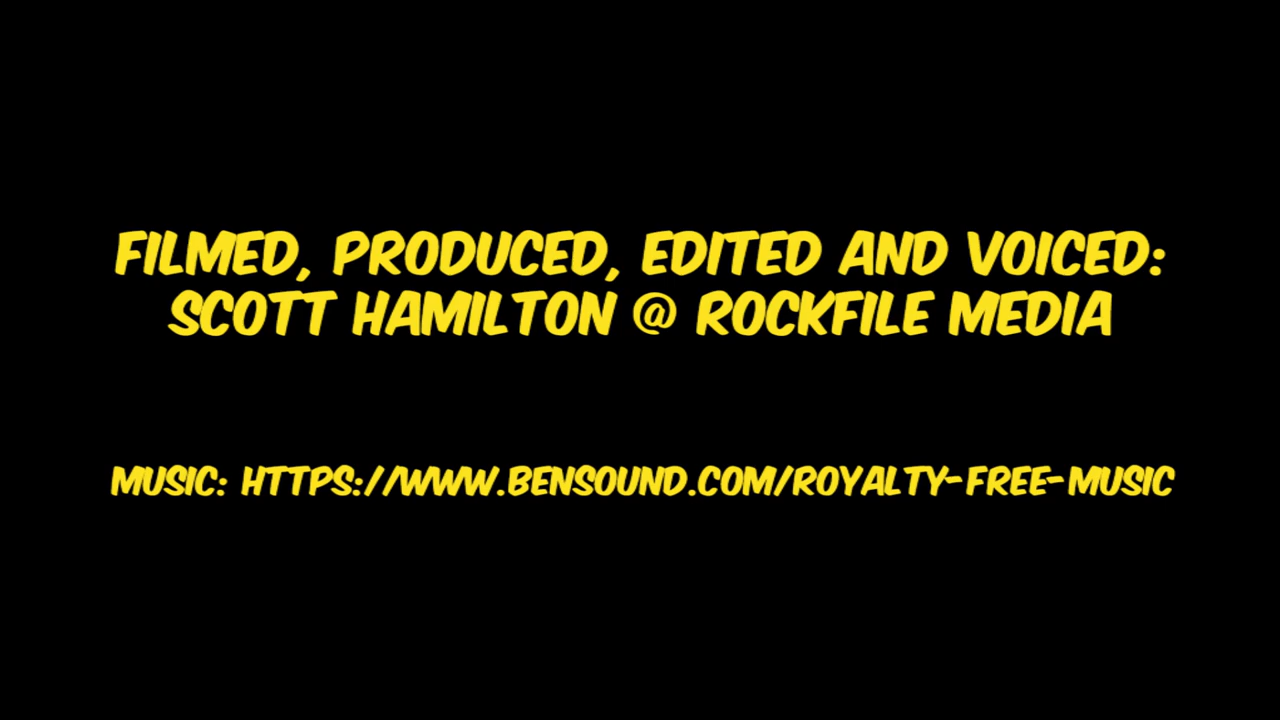 FILMED, PRODUCED, EDITED AND VOICED:
SCOTT HAMILTON @ ROCKFILE MEDIA
MUSIC: HTTPS://WWW.BENSOUND.COM/ROYALTY-FREE-MUSIC